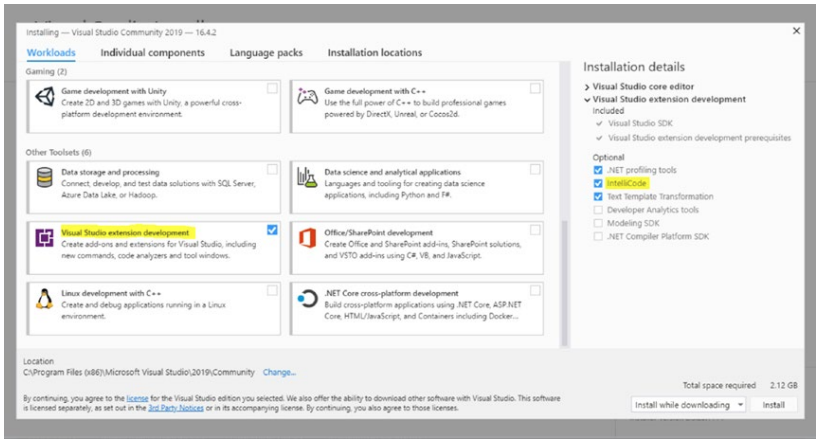 Installing — Visual Studio Community 2019 — 16.4.2
Workloads Individual components Language packs Installation locations
Gaming (2)
Game development with Unity
Create 2D and 3D games with Unity, a powerful cross-
platform development environment.
Game development with C++
Use the full power of C++ to build professional games
powered by DirectX, Unreal, or Cocos2d.
Other Toolsets (6)
Data storage and processing
Connect, develop, and test data solutions with SQL Server,
Azure Data Lake, or Hadoop.
Data science and analytical applications
Languages and tooling for creating data science
applications, including Python and F#.
Visual Studio extension development
Create add-ons and extensions for Visual Studio, including
new commands, code analyzers and tool windows.
Office/SharePoint development
Create Office and SharePoint add-ins, SharePoint solutions,
and VSTO add-ins using C#, VB, and JavaScript.
Linux development with C++
Create and debug applications running in a Linux
environment.
.NET Core cross-platform development
Build cross-platform applications using .NET Core, ASP.NET
Core, HTML/JavaScript, and Containers including Docker...
Installation details
Visual Studio core editor
Visual Studio extension development
Included
Visual Studio SDK
Visual Studio extension development prerequisites
Optional
.NET profiling tools
IntelliCode
Text Template Transformation
Developer Analytics tools
Modeling SDK
.NET Compiler Platform SDK
Location
C:\Program Files (x86)\Microsoft Visual Studio\2019\Community Change...
By continuing, you agree to the license for the Visual Studio edition you selected. We also offer the ability to download other software with Visual Studio. This software
is licensed separately, as set out in the 3rd Party Notices or in its accompanying license. By continuing, you also agree to those licenses.
Total space required 2.12 GB
Install while downloading Install